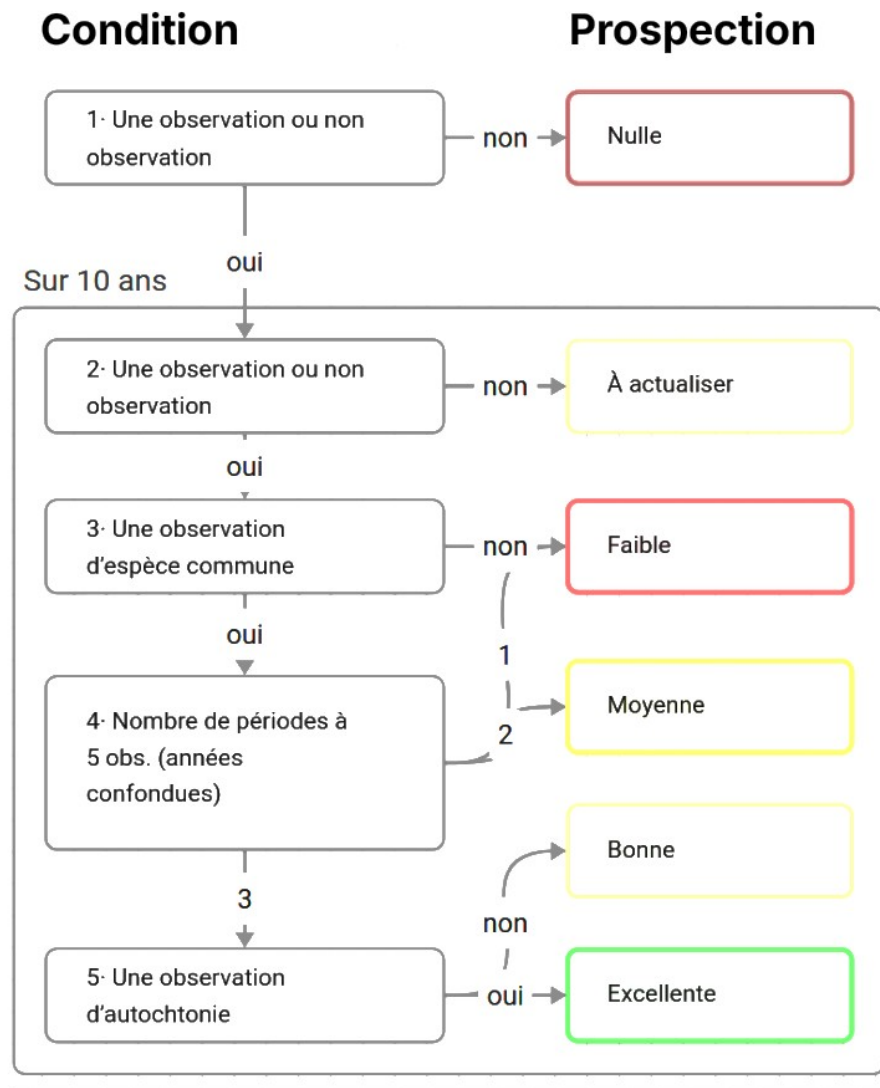 Condition
Prospection
1· Une observation ou non
observation
non
Nulle
oui
Sur 10 ans
2· Une observation ou non
observation
non
À actualiser
oui
3· Une observation
d'espèce commune
non
Faible
oui
1
4· Nombre de périodes à
5 obs. (années
confondues)
2
Moyenne
Bonne
3
non
5· Une observation
d'autochtonie
oui
Excellente